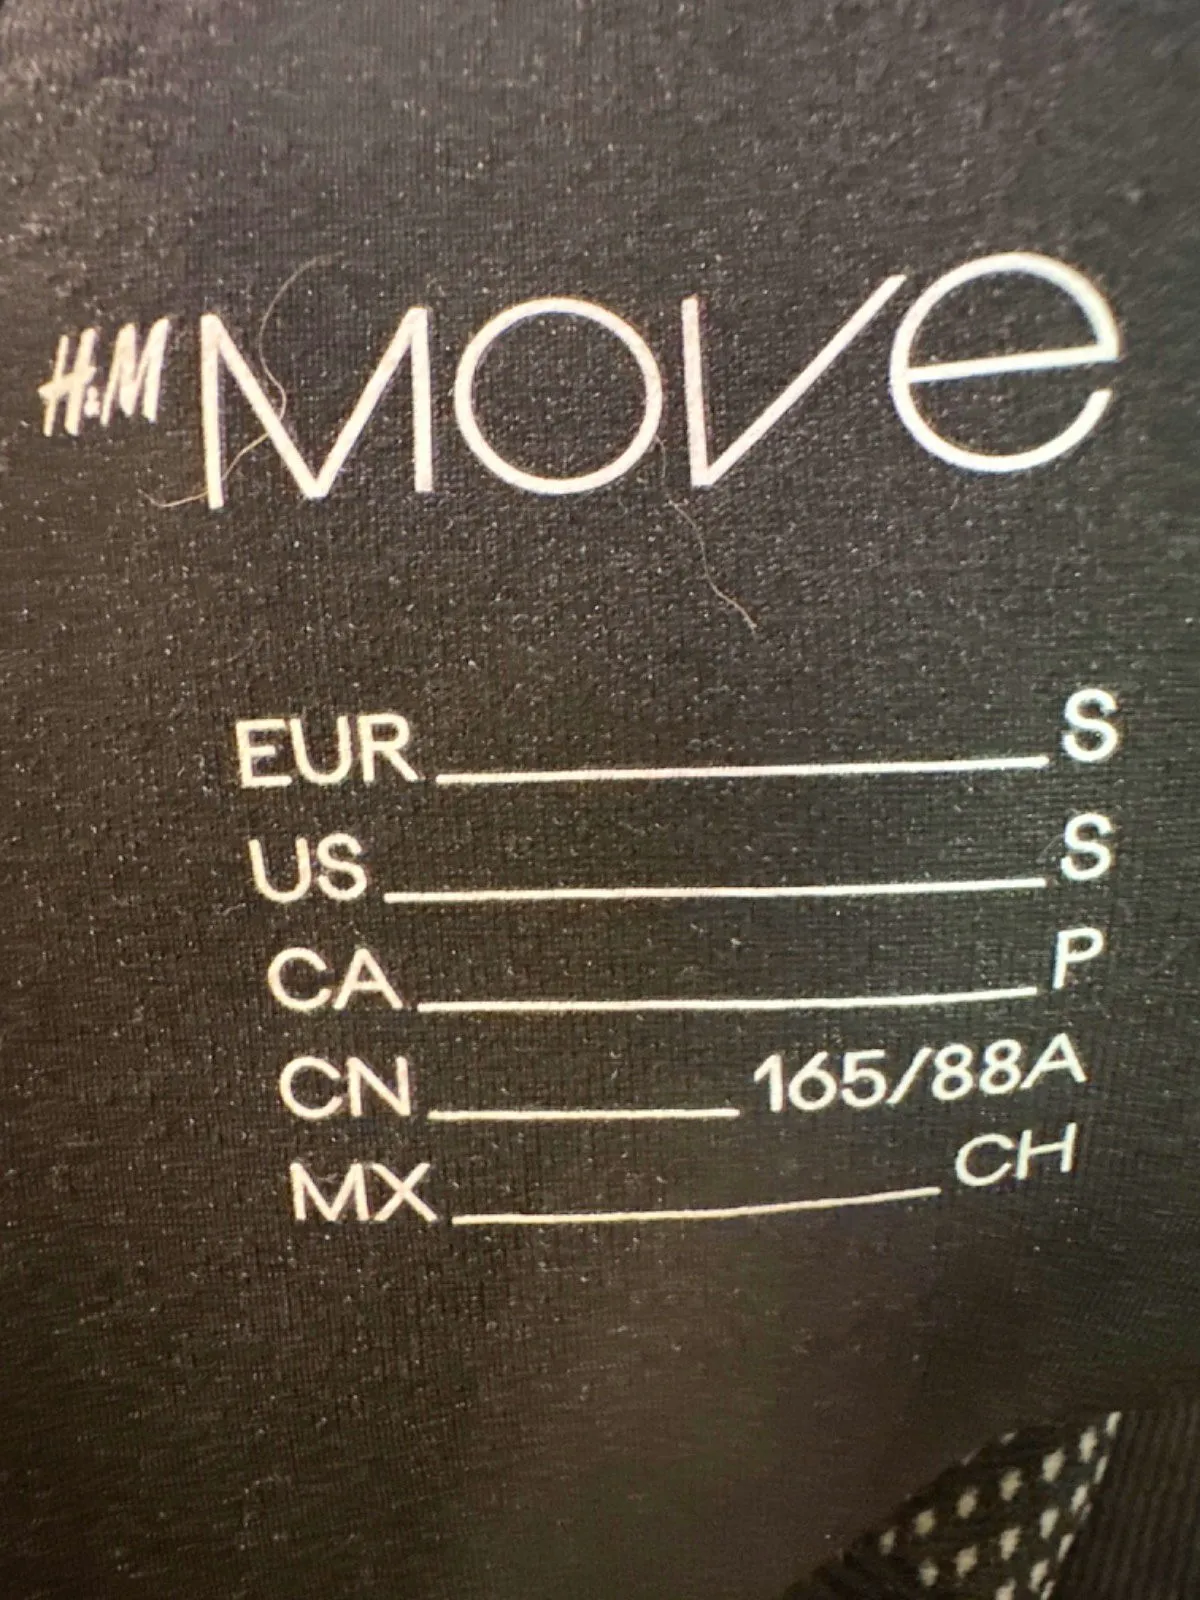 H&M Move
EUR S
US S
CA P
CN 165/88A
MX CH